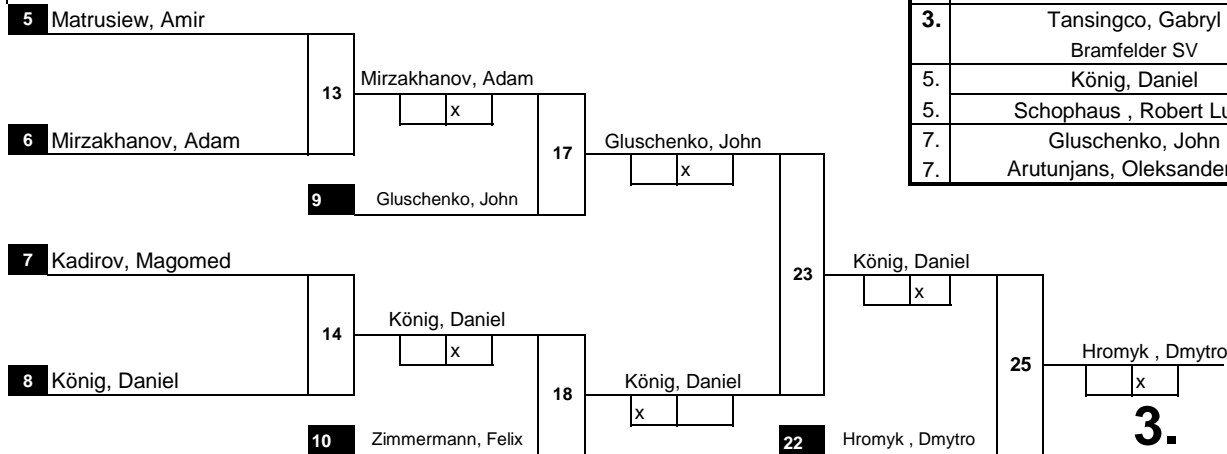 5 Matrusiew, Amir
3. Tansingco, Gabryl
Bramfelder SV
Mirzakhanov, Adam
5. König, Daniel
13
x
5. Schophaus , Robert
6 Mirzakhanov, Adam
Gluschenko, John
7. Gluschenko, John
17
x
7. Arutunjans, Oleksander
9 Gluschenko, John
7 Kadirov, Magomed
König, Daniel
23
x
König, Daniel
14
x
Hromyk , Dmytro
25
8 König, Daniel
König, Daniel
x
18
x
3.
10 Zimmermann, Felix
22 Hromyk , Dmytro